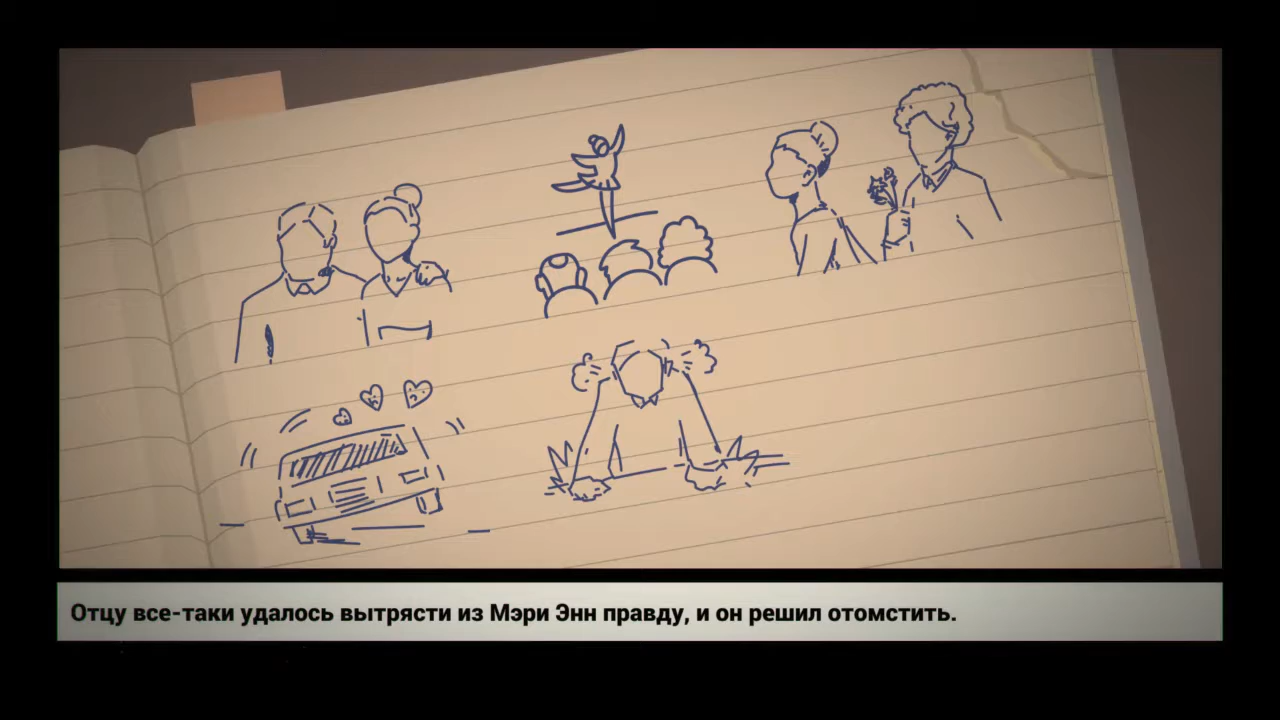 Отцу все-таки удалось вытрясти из Мэри Энн правду, и он решил отомстить.